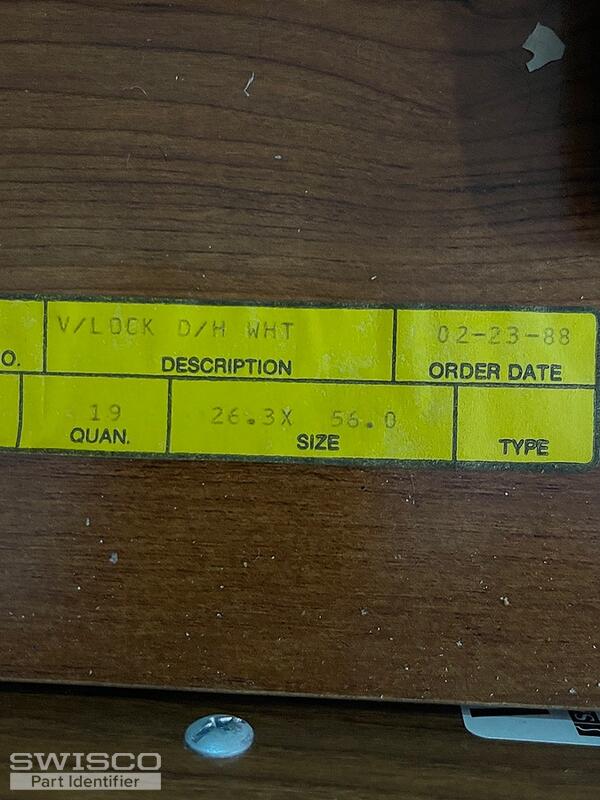 V/LOCK D/H WHT
02-23-88
O.
DESCRIPTION
ORDER DATE
19
26.3X 56.0
QUAN.
SIZE
TYPE
SWISCO
Part Identifier